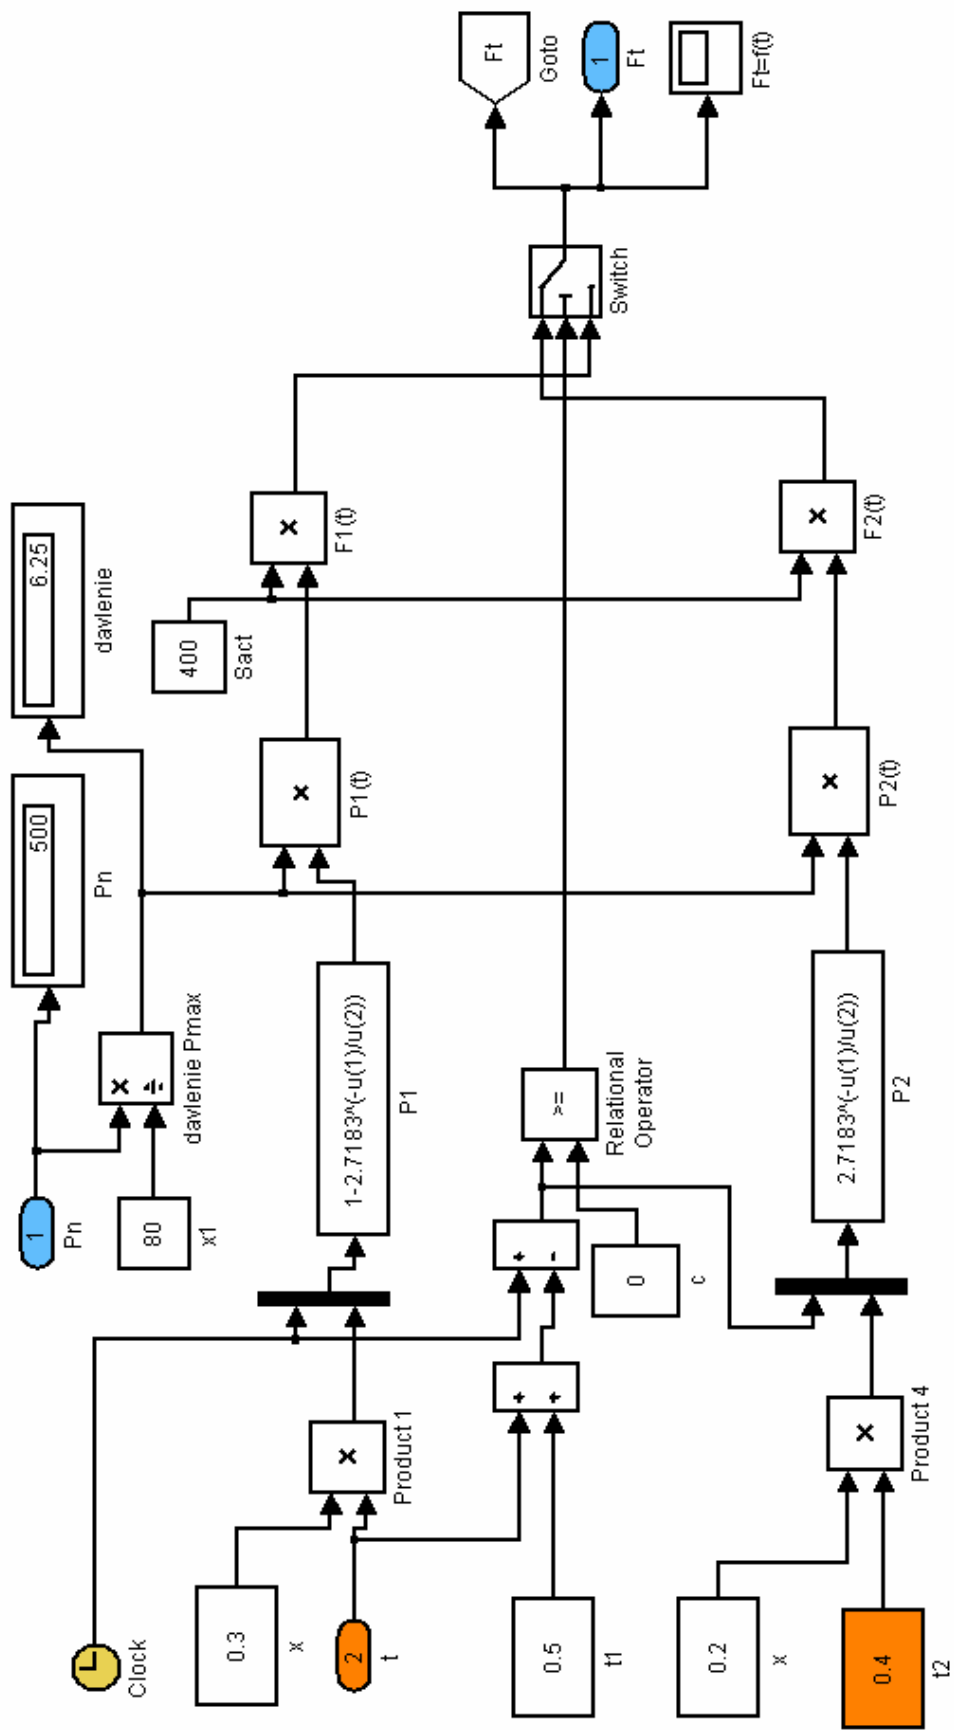 1
Pn
80
x1
×
÷
davlenie Pmax
500
Pn
6.25
davlenie
Clock
0.3
x
2
t
×
Product 1
1-2.7183^(-u(1)/u(2))
P1
×
P1(t)
400
Sact
×
F1(t)
0.5
t1
+
+
+
-
0
c
>=
Relational
Operator
Switch
Ft
Goto
1
Ft
Ft=f(t)
0.2
x
0.4
t2
×
Product 4
2.7183^(-u(1)/u(2))
P2
×
P2(t)
×
F2(t)